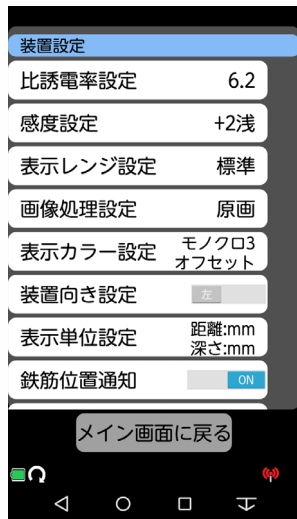 装置設定
比誘電率設定 6.2
感度設定 +2浅
表示レンジ設定 標準
画像処理設定 原画
表示カラー設定 モノクロ3
オフセット
装置向き設定 左
表示単位設定 距離:mm
深さ:mm
鉄筋位置通知 ON
メイン画面に戻る